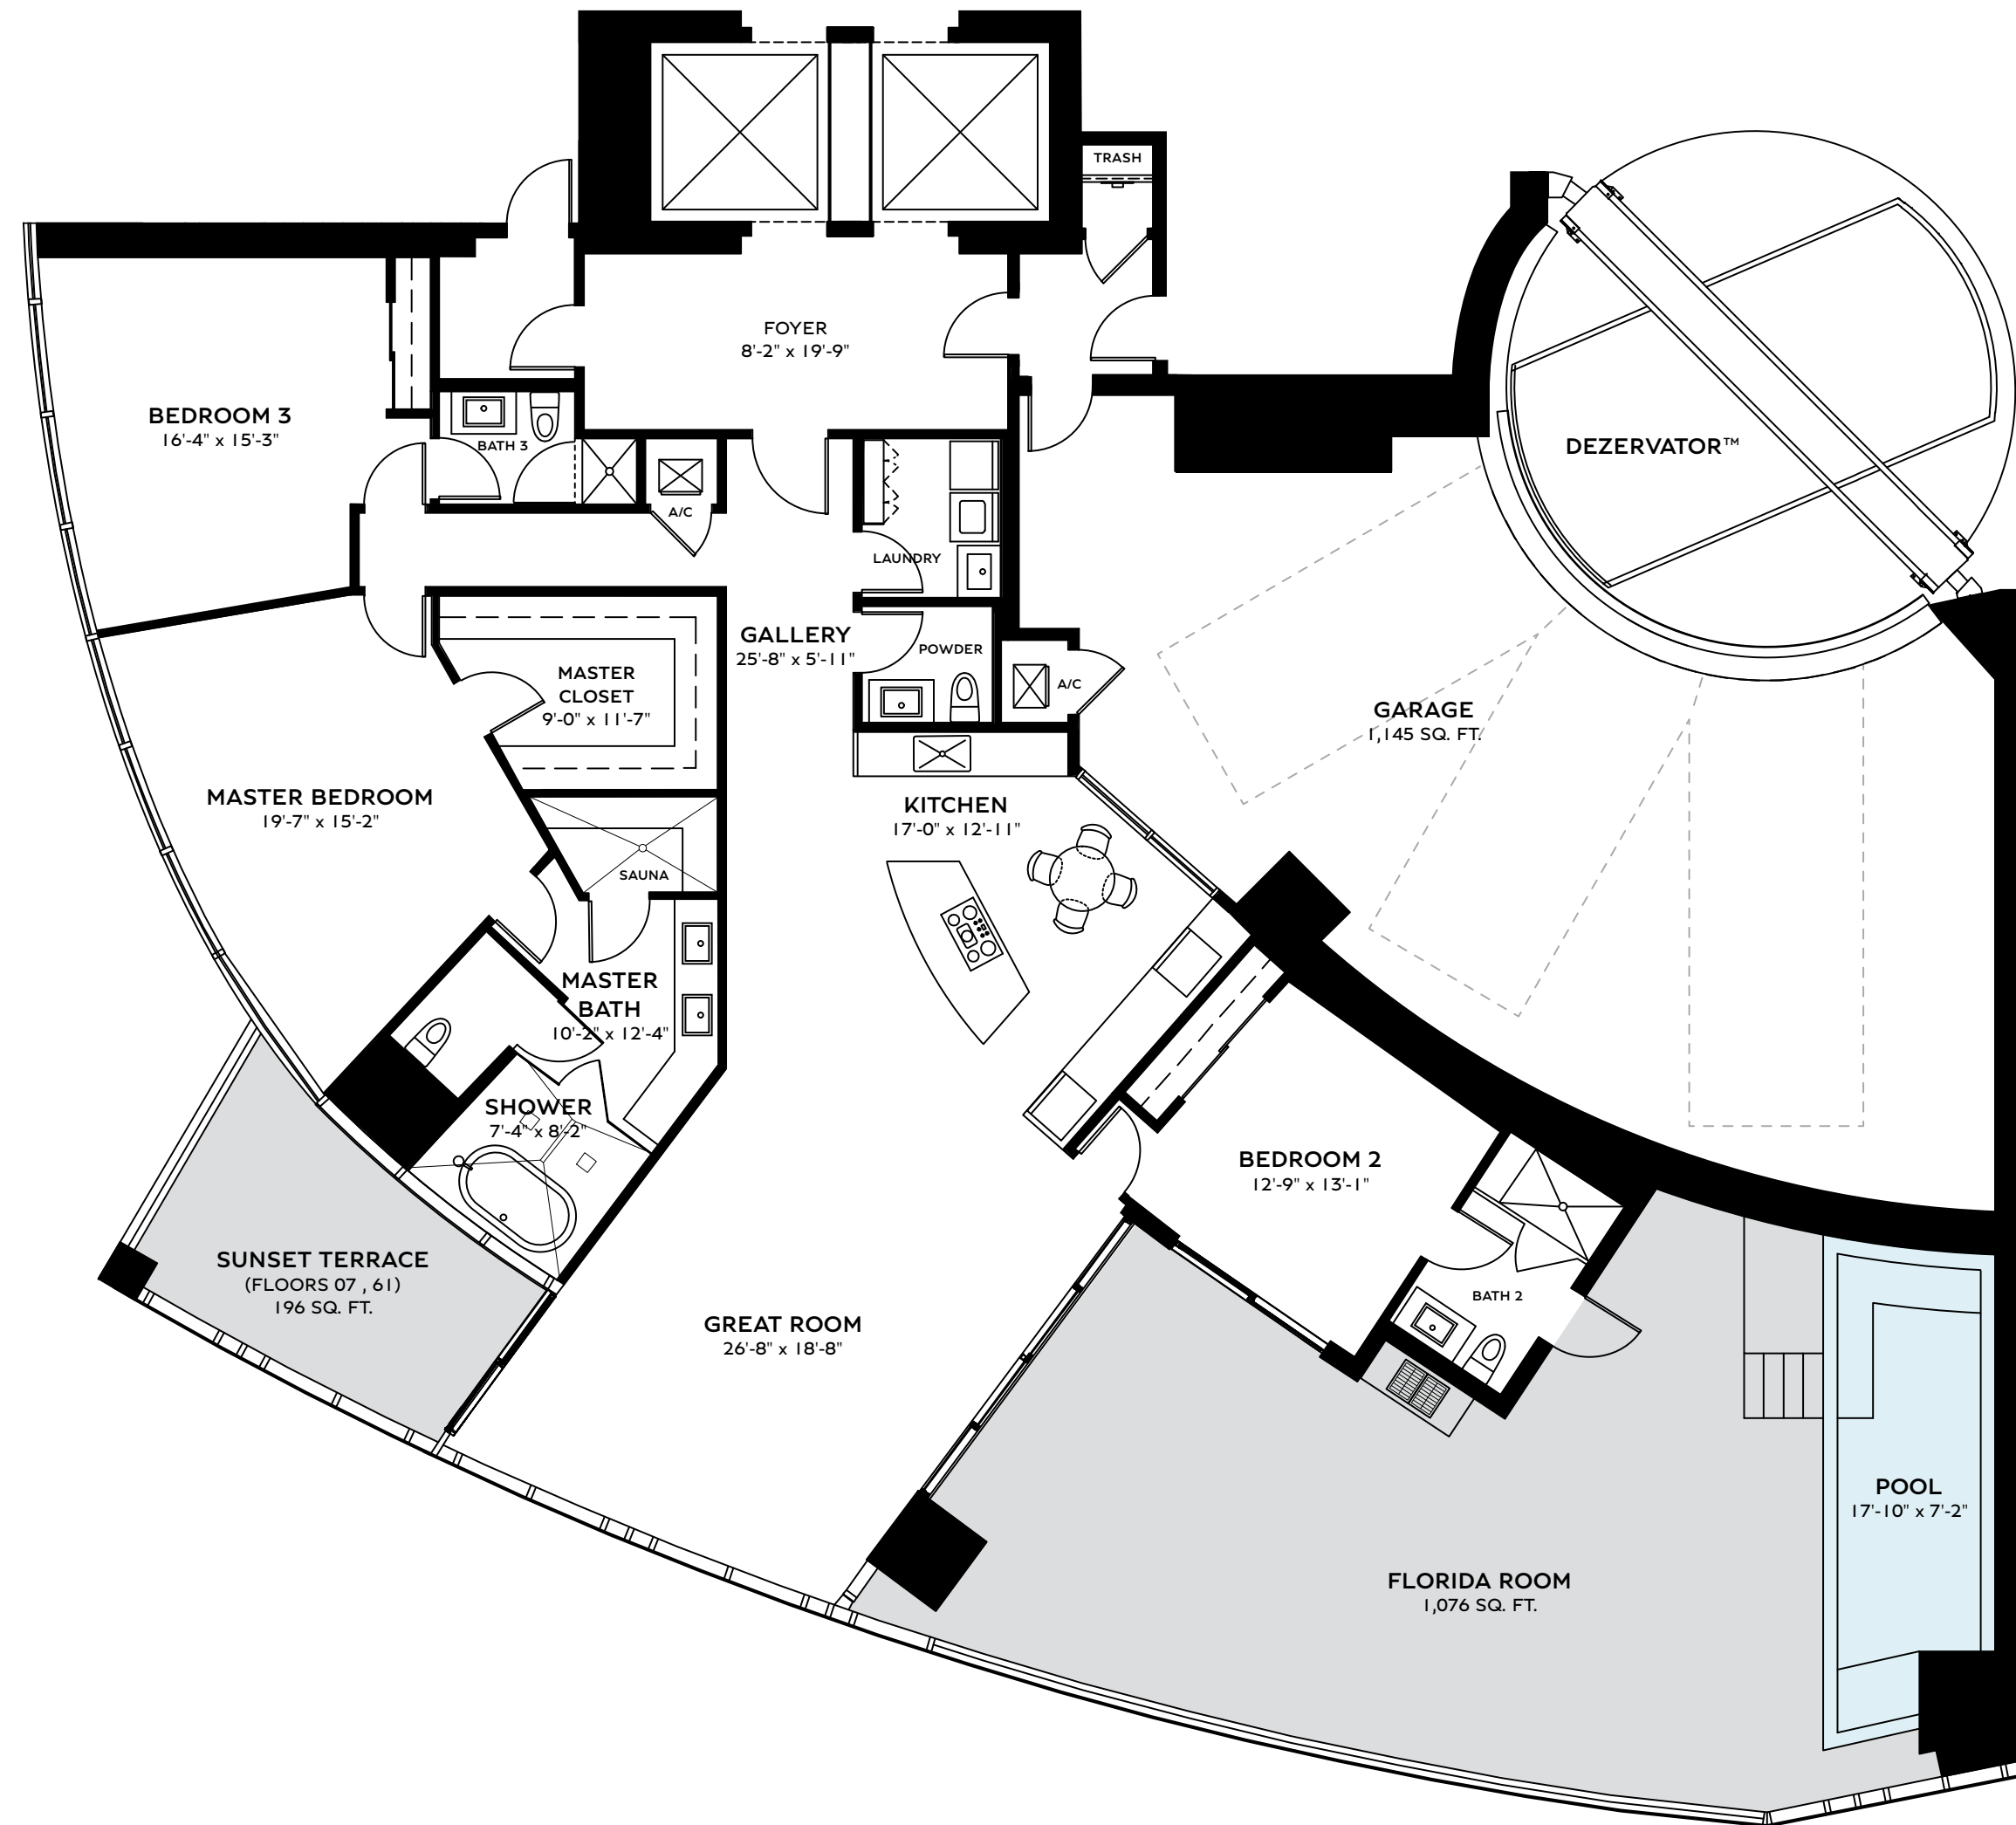 TRASH
FOYER
8'-2" x 19'-9"
BEDROOM 3
16'-4" x 15'-3"
BATH 3
DEZERVATOR™
A/C
LAUNDRY
GALLERY
25'-8" x 5'-11"
POWDER
MASTER
CLOSET
9'-0" x 11'-7"
A/C
GARAGE
1,145 SQ. FT.
MASTER BEDROOM
19'-7" x 15'-2"
KITCHEN
17'-0" x 12'-11"
SAUNA
MASTER
BATH
10'-2" x 12'-4"
SHOWER
7'-4" x 8'-2"
BEDROOM 2
12'-9" x 13'-1"
SUNSET TERRACE
(FLOORS 07 , 61)
196 SQ. FT.
BATH 2
GREAT ROOM
26'-8" x 18'-8"
POOL
17'-10" x 7'-2"
FLORIDA ROOM
1,076 SQ. FT.